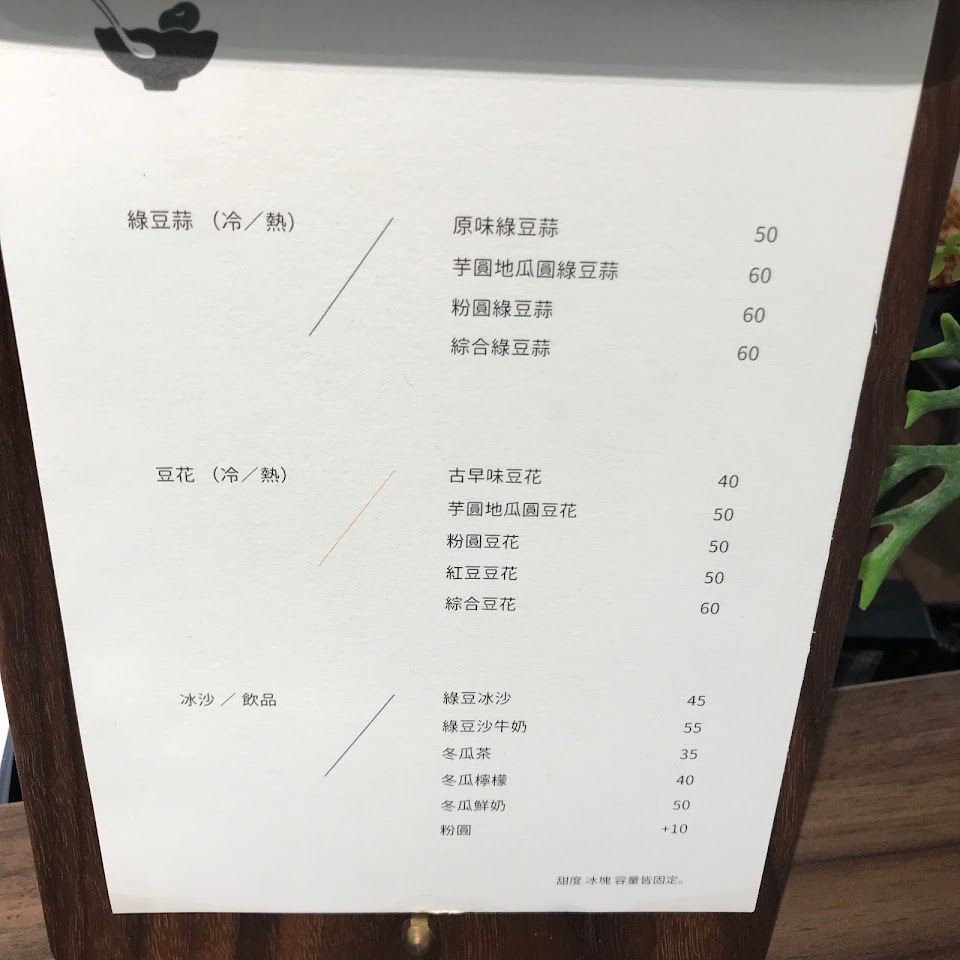 綠豆蒜 （冷／熱）
原味綠豆蒜 50
芋圓地瓜圓綠豆蒜 60
粉圓綠豆蒜 60
綜合綠豆蒜 60
豆花 （冷／熱）
古早味豆花 40
芋圓地瓜圓豆花 50
粉圓豆花 50
紅豆豆花 50
綜合豆花 60
冰沙 ／ 飲品
綠豆冰沙 45
綠豆沙牛奶 55
冬瓜茶 35
冬瓜檸檬 40
冬瓜鮮奶 50
粉圓 +10
甜度 冰塊 容量皆固定。